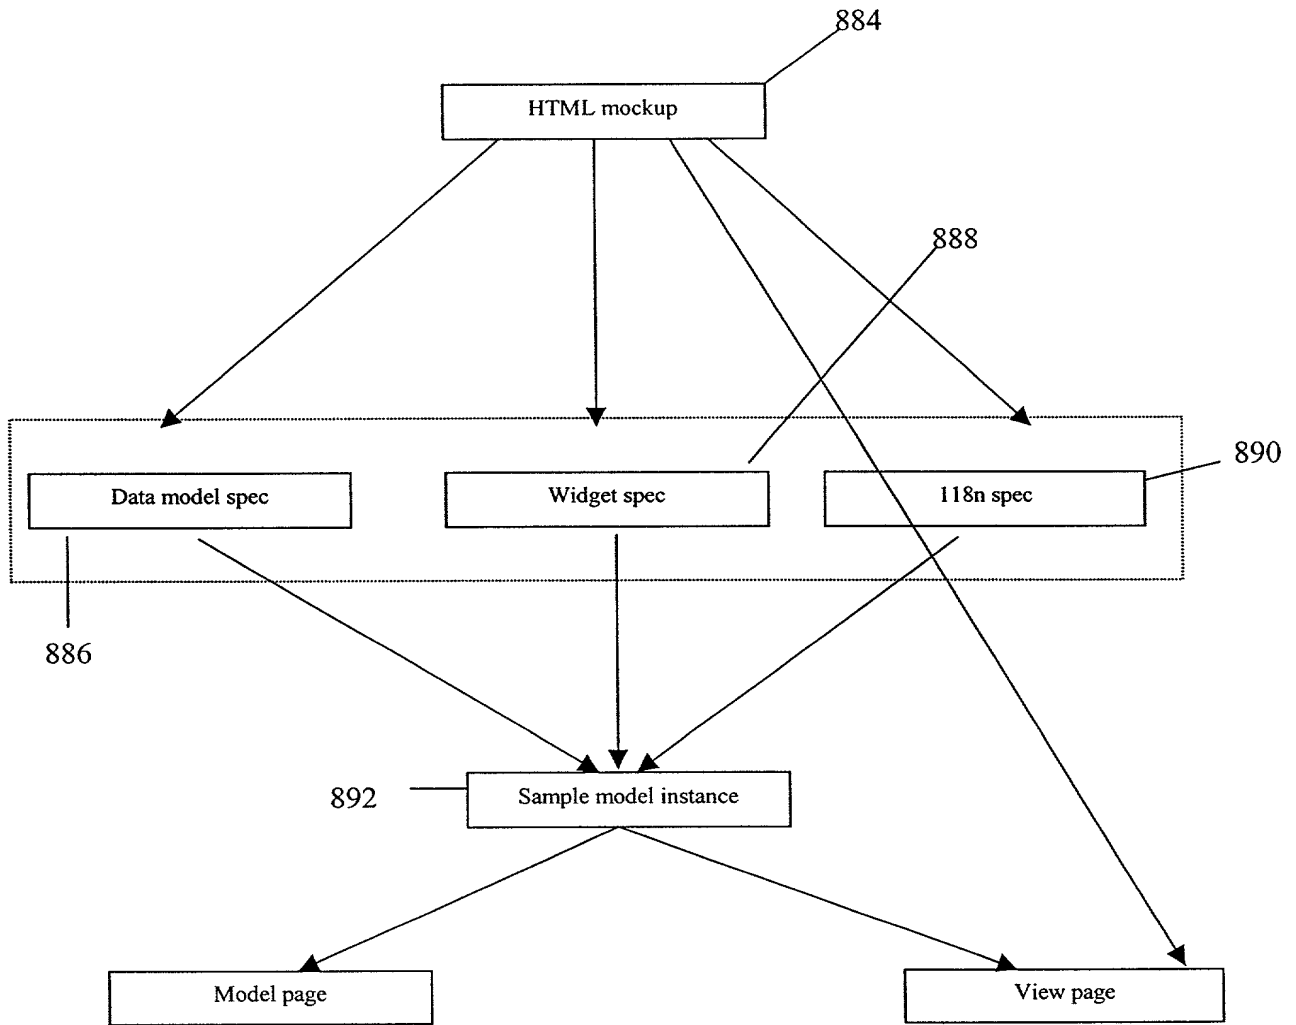 884
HTML mockup
888
890
Data model spec
Widget spec
118n spec
886
892
Sample model instance
Model page
View page